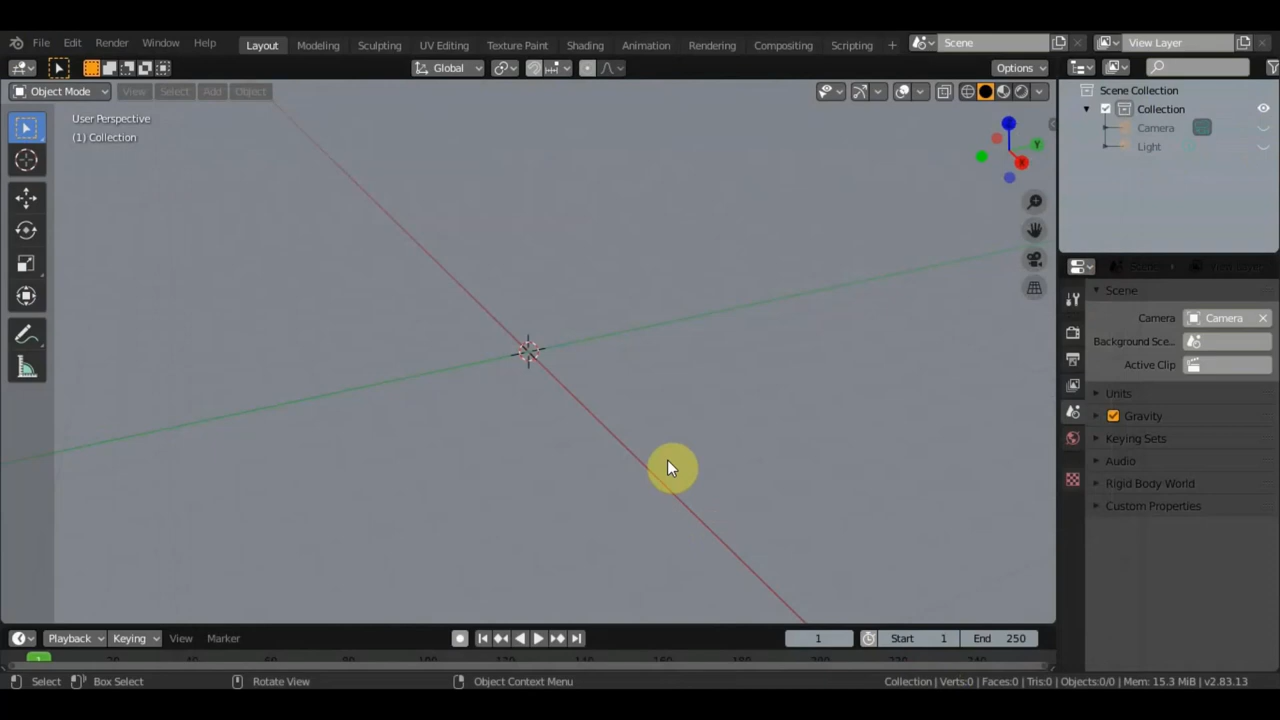 File Edit Render Window Help Layout Modeling Sculpting UV Editing Texture Paint Shading Animation Rendering Compositing Scripting + Scene View Layer
Global Options
Object Mode View Select Add Object
User Perspective
(1) Collection
Y
X
Scene Collection
Collection
Camera
Light
Scene
Camera Camera
Background Sce...
Active Clip
Units
Gravity
Keying Sets
Audio
Rigid Body World
Custom Properties
Playback Keying View Marker 1 Start 1 End 250
1
Select Box Select Rotate View Object Context Menu Collection | Verts:0 | Faces:0 | Tris:0 | Objects:0/0 | Mem: 15.3 MiB | v2.83.13